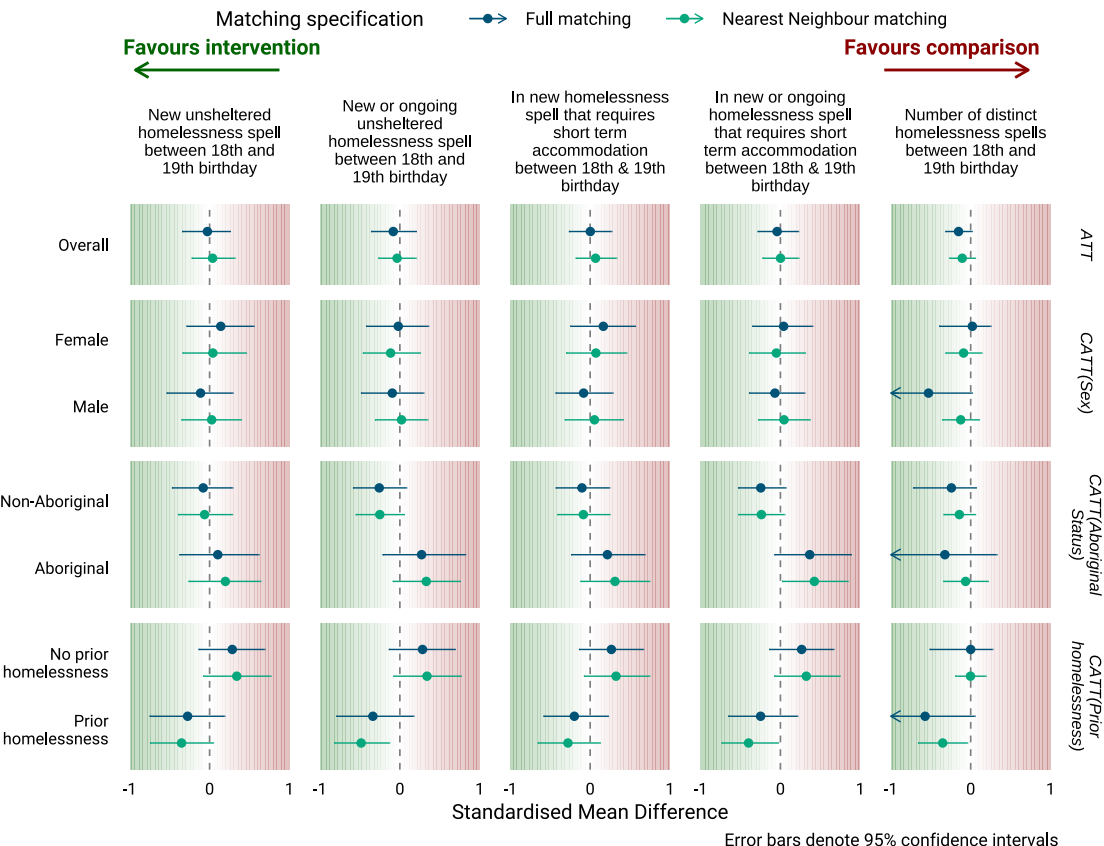 Matching specification
Full matching
Nearest Neighbour matching
Favours intervention
Favours comparison
New unsheltered
homelessness spell
between 18th and
19th birthday
New or ongoing
unsheltered
homelessness spell
between 18th and
19th birthday
In new homelessness
spell that requires
short term
accommodation
between 18th & 19th
birthday
In new or ongoing
homelessness spell
that requires short
term accommodation
between 18th & 19th
birthday
Number of distinct
homelessness spells
between 18th and
19th birthday
Overall
ATT
Female
Male
CATT(Sex)
Non-Aboriginal
Aboriginal
CATT(Aboriginal
Status)
No prior
homelessness
Prior
homelessness
CATT(Prior
homelessness)
-1 0 1 -1 0 1 -1 0 1 -1 0 1 -1 0 1
Standardised Mean Difference
Error bars denote 95% confidence intervals